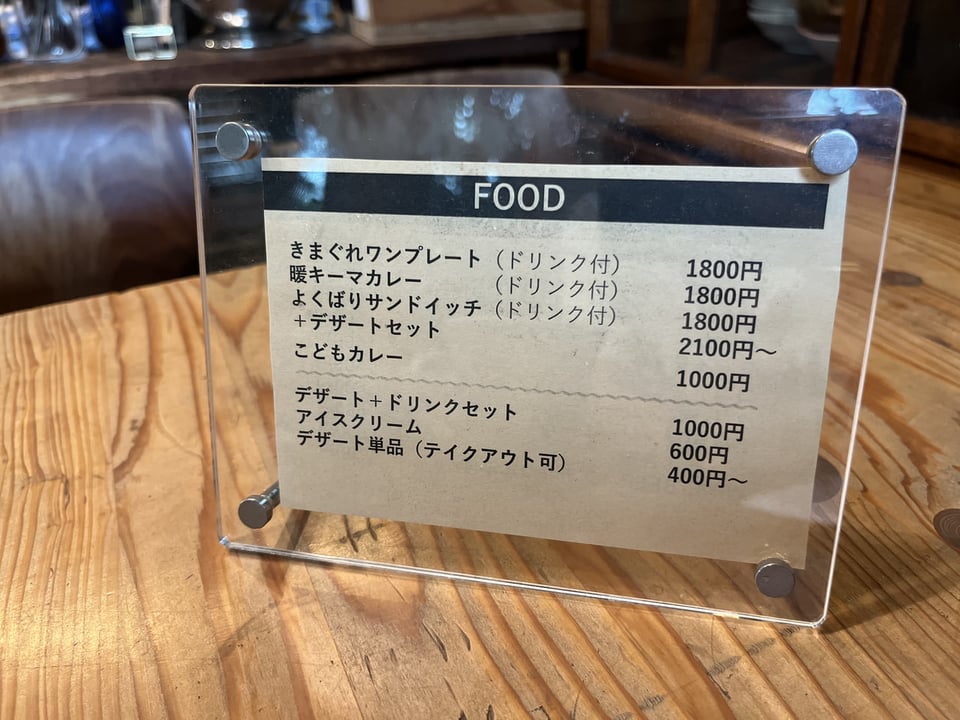 FOOD
きまぐれワンプレート（ドリンク付） 1800円
暖キーマカレー （ドリンク付） 1800円
よくばりサンドイッチ（ドリンク付） 1800円
＋デザートセット 2100円〜
こどもカレー 1000円
デザート＋ドリンクセット 1000円
アイスクリーム 600円
デザート単品（テイクアウト可） 400円〜